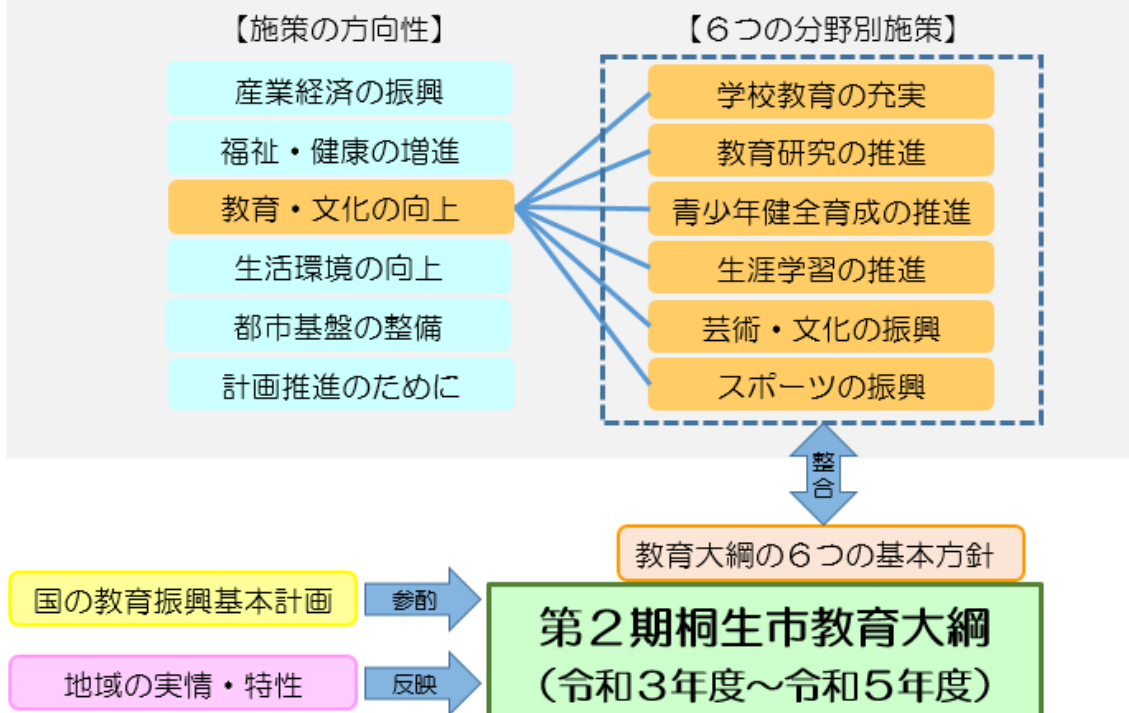 【施策の方向性】
産業経済の振興
福祉・健康の増進
教育・文化の向上
生活環境の向上
都市基盤の整備
計画推進のために
【６つの分野別施策】
学校教育の充実
教育研究の推進
青少年健全育成の推進
生涯学習の推進
芸術・文化の振興
スポーツの振興
整合
教育大綱の６つの基本方針
国の教育振興基本計画
参酌
地域の実情・特性
反映
第２期桐生市教育大綱
（令和３年度～令和５年度）